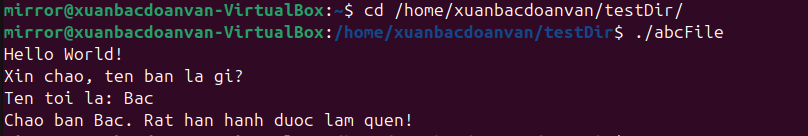 mirror@xuanbacdoanvan-VirtualBox:~$ cd /home/xuanbacdoanvan/testDir/
mirror@xuanbacdoanvan-VirtualBox:/home/xuanbacdoanvan/testDir$ ./abcFile
Hello World!
Xin chao, ten ban la gi?
Ten toi la: Bac
Chao ban Bac. Rat han hanh duoc lam quen!